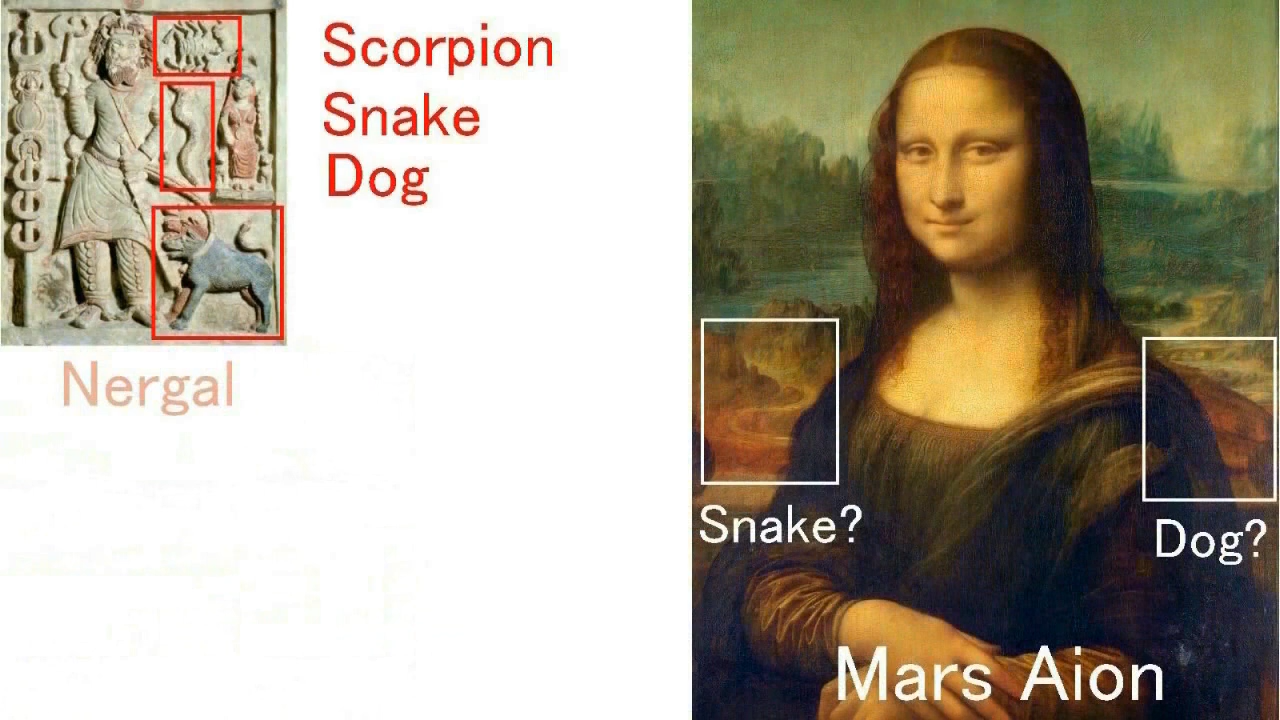 Scorpion
Snake
Dog
Nergal
Snake?
Dog?
Mars Aion